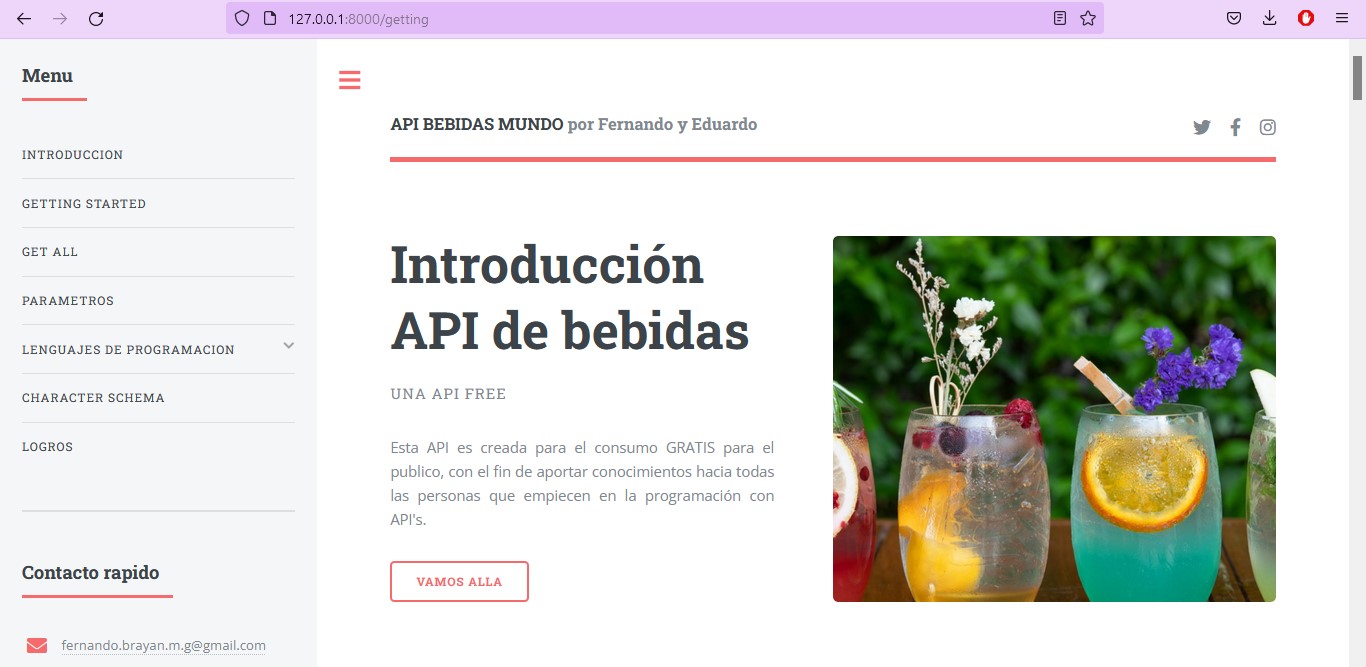 127.0.0.1:8000/getting
Menu
INTRODUCCION
GETTING STARTED
GET ALL
PARAMETROS
LENGUAJES DE PROGRAMACION
CHARACTER SCHEMA
LOGROS
Contacto rapido
fernando.brayan.m.g@gmail.com
API BEBIDAS MUNDO por Fernando y Eduardo
Introducción
API de bebidas
UNA API FREE
Esta API es creada para el consumo GRATIS para el
publico, con el fin de aportar conocimientos hacia todas
las personas que empiecen en la programación con
API's.
VAMOS ALLA